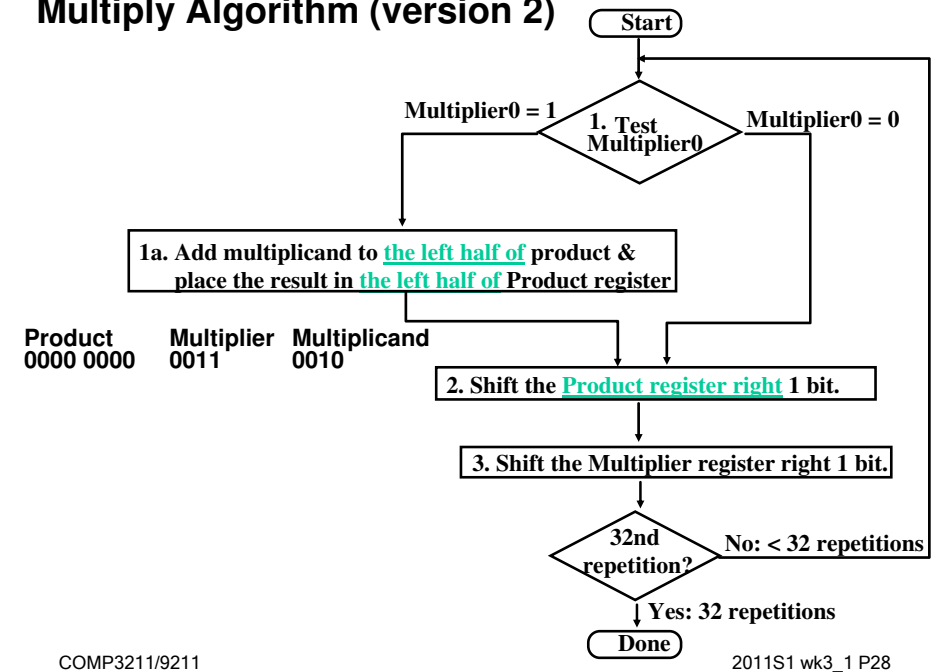 Multiply Algorithm (version 2)
Start
Multiplier0 = 1
1. Test
Multiplier0
Multiplier0 = 0
1a. Add multiplicand to the left half of product &
place the result in the left half of Product register
Product Multiplier Multiplicand
0000 0000 0011 0010
2. Shift the Product register right 1 bit.
3. Shift the Multiplier register right 1 bit.
32nd
repetition?
No: < 32 repetitions
Yes: 32 repetitions
Done
COMP3211/9211
2011S1 wk3_1 P28